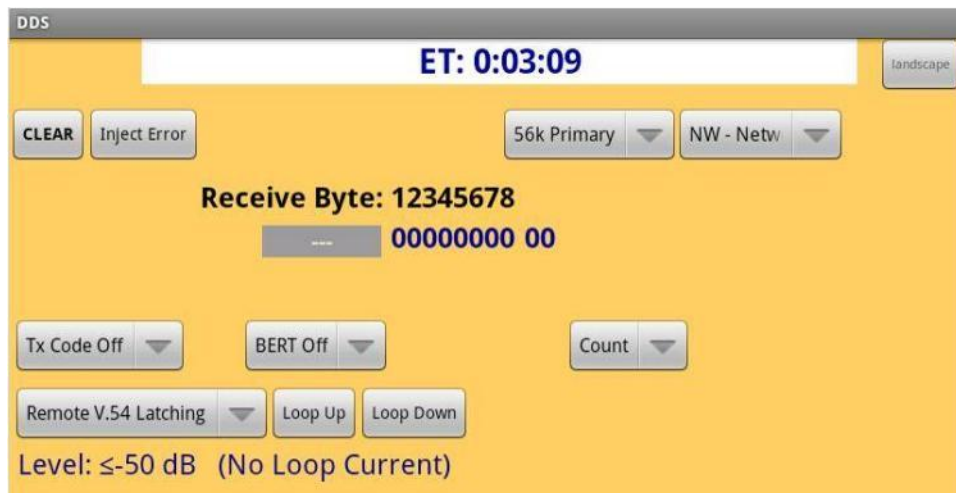 DDS
ET: 0:03:09
landscape
CLEAR Inject Error 56k Primary NW - Netw
Receive Byte: 12345678
--- 00000000 00
Tx Code Off BERT Off Count
Remote V.54 Latching Loop Up Loop Down
Level: ≤-50 dB (No Loop Current)